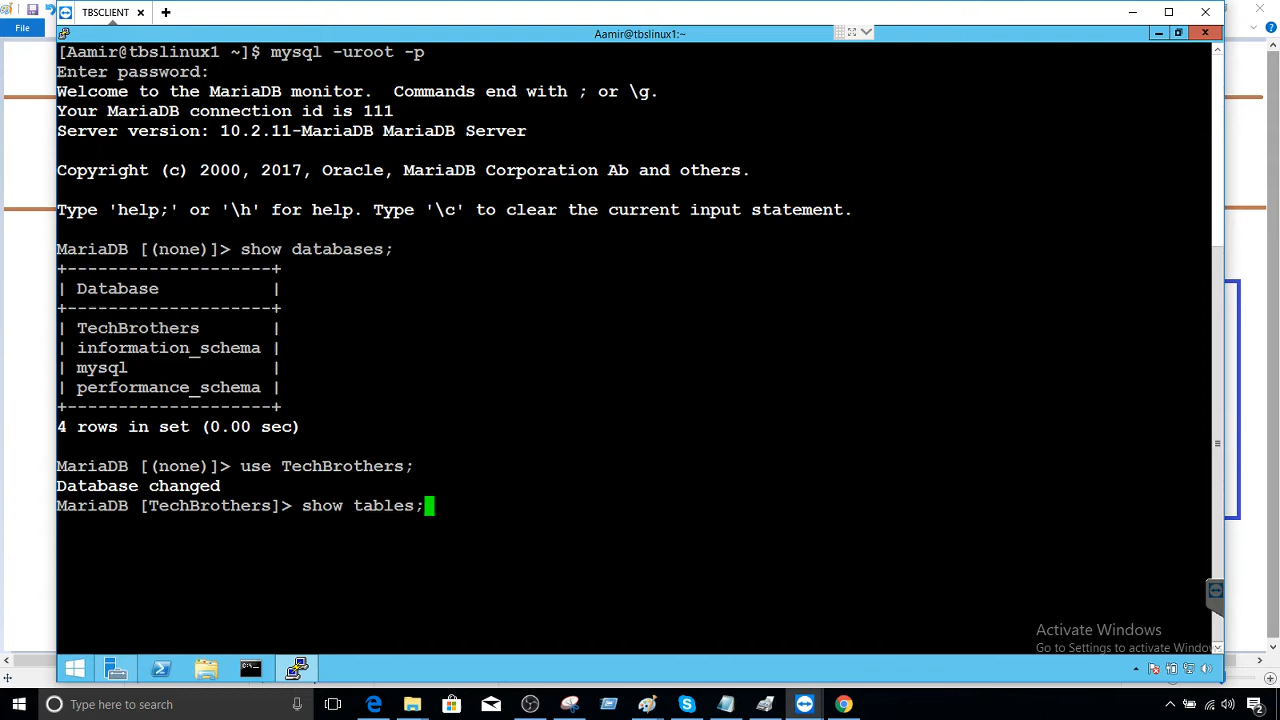 TBSCLIENT
File
Aamir@tbslinux1:~
[Aamir@tbslinux1 ~]$ mysql -uroot -p
Enter password:
Welcome to the MariaDB monitor.  Commands end with ; or \g.
Your MariaDB connection id is 111
Server version: 10.2.11-MariaDB MariaDB Server
Copyright (c) 2000, 2017, Oracle, MariaDB Corporation Ab and others.
Type 'help;' or '\h' for help. Type '\c' to clear the current input statement.
MariaDB [(none)]> show databases;
+--------------------+
| Database           |
+--------------------+
| TechBrothers       |
| information_schema |
| mysql              |
| performance_schema |
+--------------------+
4 rows in set (0.00 sec)
MariaDB [(none)]> use TechBrothers;
Database changed
MariaDB [TechBrothers]> show tables;
Activate Windows
Go to Settings to activate Windo
Type here to search